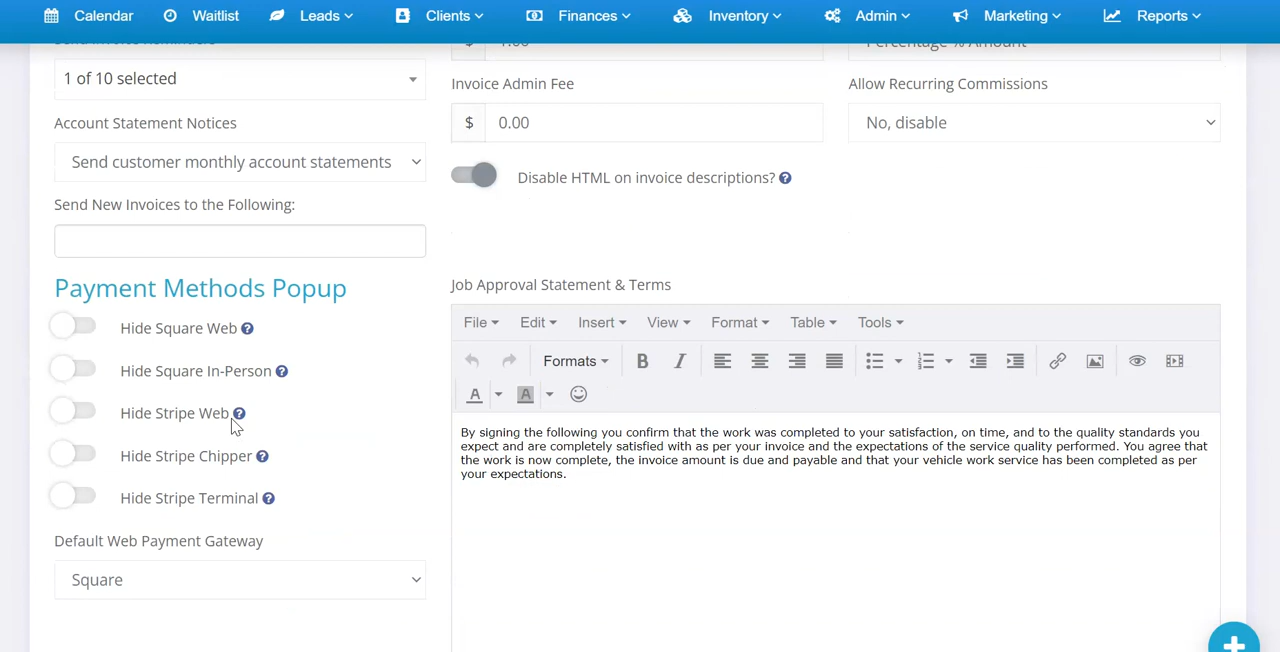 Calendar Waitlist Leads Clients Finances Inventory Admin Marketing Reports
Send Invoice Reminders
1 of 10 selected
Account Statement Notices
Send customer monthly account statements
Send New Invoices to the Following:
$ 1.00
Percentage % Amount
Invoice Admin Fee
$ 0.00
Allow Recurring Commissions
No, disable
Disable HTML on invoice descriptions?
Payment Methods Popup
Hide Square Web
Hide Square In-Person
Hide Stripe Web
Hide Stripe Chipper
Hide Stripe Terminal
Default Web Payment Gateway
Square
Job Approval Statement & Terms
File Edit Insert View Format Table Tools
Formats B I
A A
By signing the following you confirm that the work was completed to your satisfaction, on time, and to the quality standards you
expect and are completely satisfied with as per your invoice and the expectations of the service quality performed. You agree that
the work is now complete, the invoice amount is due and payable and that your vehicle work service has been completed as per
your expectations.